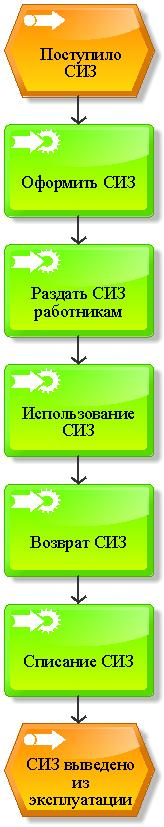 Поступило
СИЗ
Оформить СИЗ
Раздать СИЗ
работникам
Использование
СИЗ
Возврат СИЗ
Списание СИЗ
СИЗ выведено
из
эксплуатации